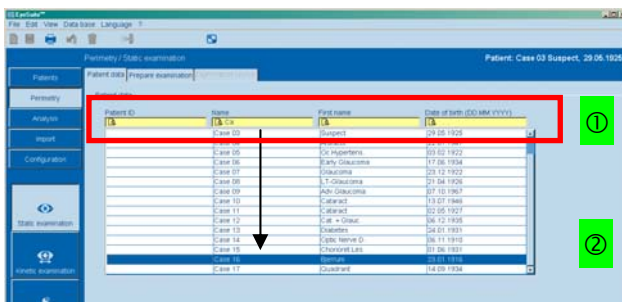 EyeSuite™
File Edit View Data base Language ?
Perimetry / Static examination Patient: Case 03 Suspect, 29.05.1925
Patients
Perimetry
Analysis
Import
Configuration
Static examination
Kinetic examination
Patient data Prepare examination
Patient data
Patient ID Name First name Date of birth (DD.MM.YYYY)
Ca
Case 03 Suspect 29.05.1925
Case 05 Oc Hypertens. 03.02.1922
Case 06 Early Glaucoma 17.06.1934
Case 07 Glaucoma 23.12.1922
Case 08 LT-Glaucoma 21.04.1926
Case 09 Adv Glaucoma 07.10.1967
Case 10 Cataract 13.07.1946
Case 11 Cataract 02.05.1927
Case 12 Cat. + Glauc. 06.12.1935
Case 13 Diabetes 24.01.1931
Case 14 Optic Nerve D 06.11.1910
Case 15 Chorioret.Les. 01.06.1931
Case 16 Bjerrum 29.01.1916
Case 17 Quadrant 14.09.1934
①
②